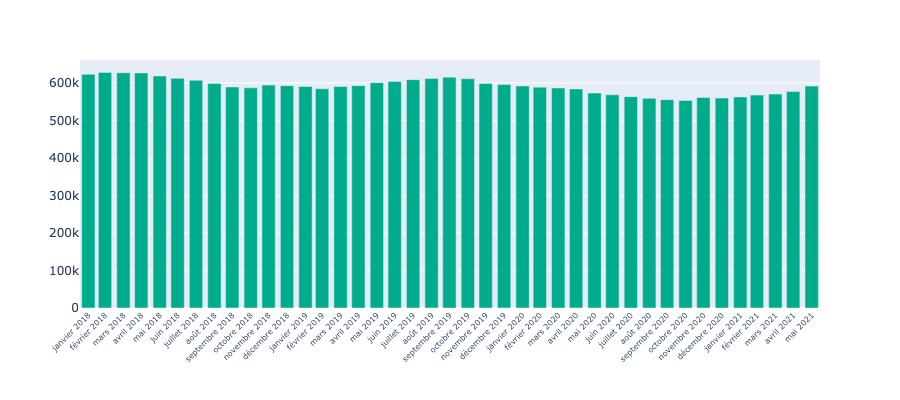 600k
500k
400k
300k
200k
100k
0
janvier 2018
février 2018
mars 2018
avril 2018
mai 2018
juin 2018
juillet 2018
août 2018
septembre 2018
octobre 2018
novembre 2018
décembre 2018
janvier 2019
février 2019
mars 2019
avril 2019
mai 2019
juin 2019
juillet 2019
août 2019
septembre 2019
octobre 2019
novembre 2019
décembre 2019
janvier 2020
février 2020
mars 2020
avril 2020
mai 2020
juin 2020
juillet 2020
août 2020
septembre 2020
octobre 2020
novembre 2020
décembre 2020
janvier 2021
février 2021
mars 2021
avril 2021
mai 2021